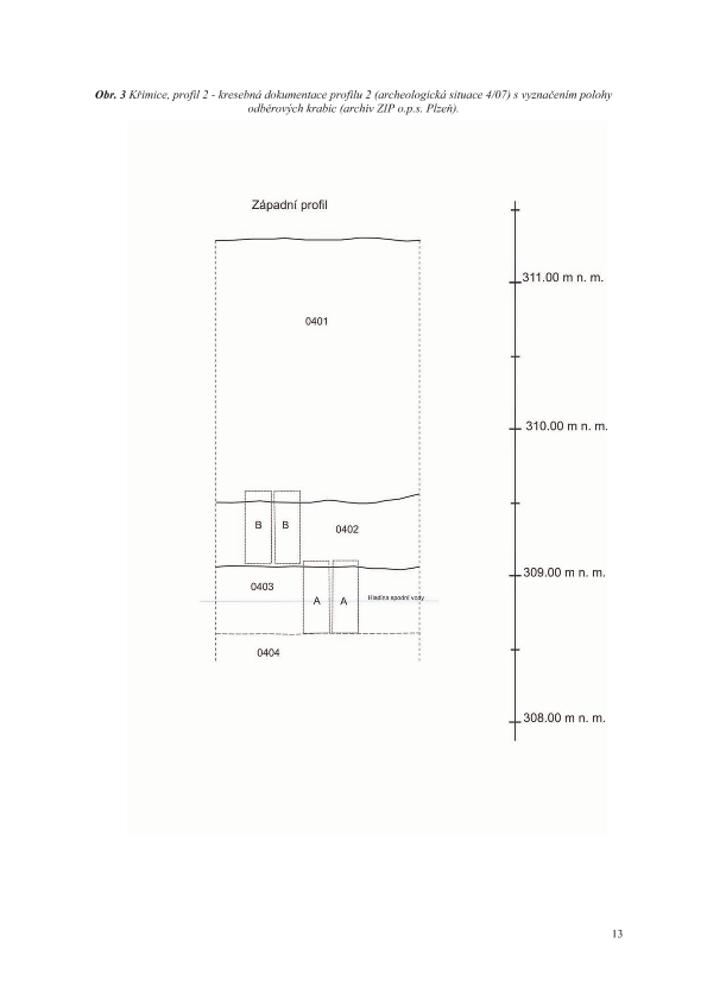 Obr. 3 Křimice, profil 2 - kresebná dokumentace profilu 2 (archeologická situace 4/07) s vyznačením polohy
odběrových krabic (archiv ZIP o.p.s. Plzeň).
Západní profil
311.00 m n. m.
0401
310.00 m n. m.
B B
0402
309.00 m n. m.
0403
A A
Hladina spodní vody
0404
308.00 m n. m.
13